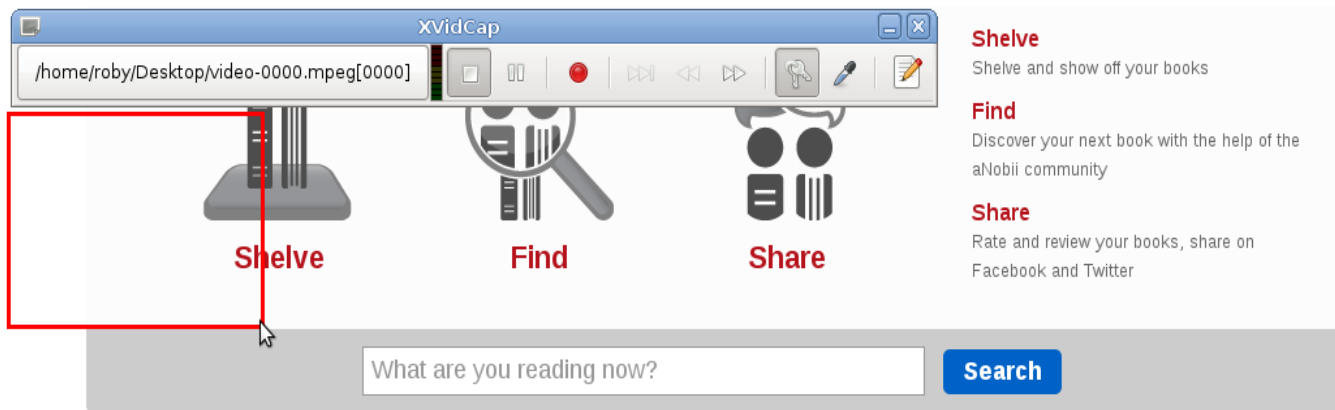 XVidCap
/home/roby/Desktop/video-0000.mpeg[0000]
Shelve
Find
Share
What are you reading now?
Search
Shelve
Shelve and show off your books
Find
Discover your next book with the help of the
aNobii community
Share
Rate and review your books, share on
Facebook and Twitter